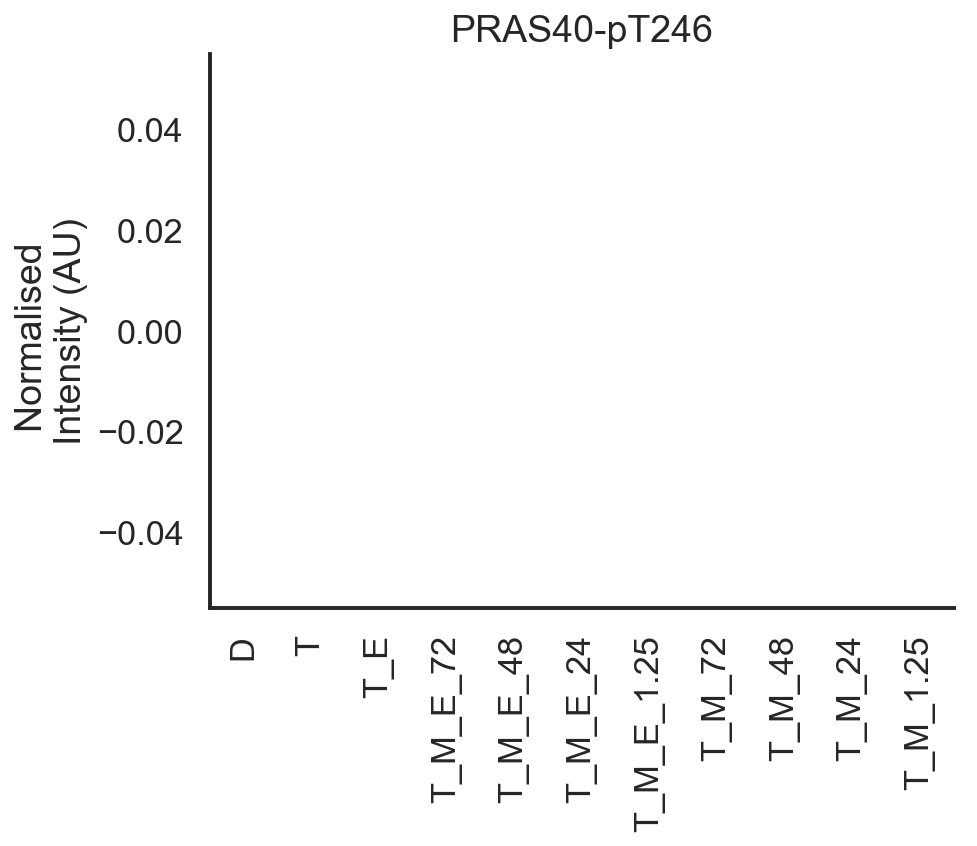 PRAS40-pT246
Normalised
Intensity (AU)
0.04
0.02
0.00
−0.02
−0.04
D
T
T_E
T_M_E_72
T_M_E_48
T_M_E_24
T_M_E_1.25
T_M_72
T_M_48
T_M_24
T_M_1.25